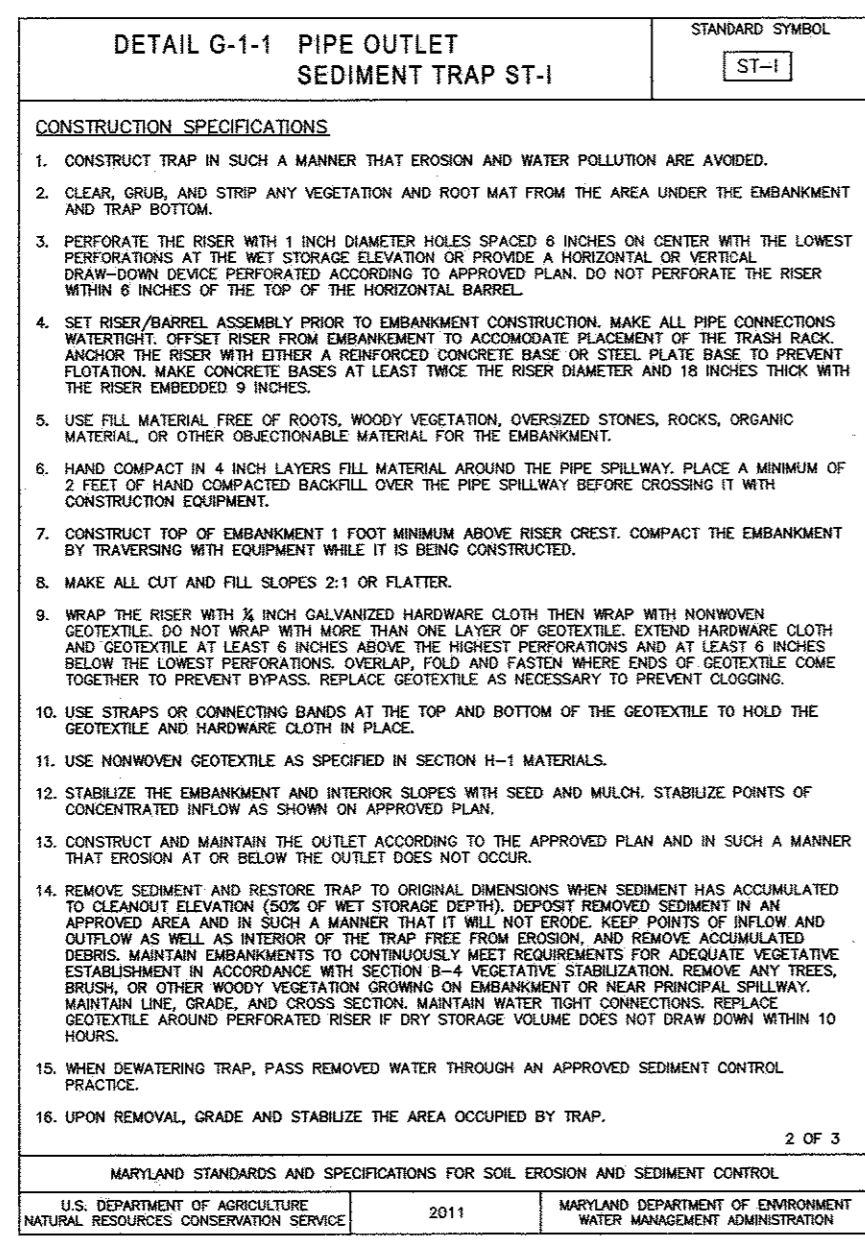 DETAIL G-1-1 PIPE OUTLET
SEDIMENT TRAP ST-I
STANDARD SYMBOL
ST-I
CONSTRUCTION SPECIFICATIONS
1. CONSTRUCT TRAP IN SUCH A MANNER THAT EROSION AND WATER POLLUTION ARE AVOIDED.
2. CLEAR, GRUB, AND STRIP ANY VEGETATION AND ROOT MAT FROM THE AREA UNDER THE EMBANKMENT
AND TRAP BOTTOM.
3. PERFORATE THE RISER WITH 1 INCH DIAMETER HOLES SPACED 6 INCHES ON CENTER WITH THE LOWEST
PERFORATIONS AT THE WET STORAGE ELEVATION OR PROVIDE A HORIZONTAL OR VERTICAL
DRAW-DOWN DEVICE PERFORATED ACCORDING TO APPROVED PLAN. DO NOT PERFORATE THE RISER
WITHIN 6 INCHES OF THE TOP OF THE HORIZONTAL BARREL.
4. SET RISER/BARREL ASSEMBLY PRIOR TO EMBANKMENT CONSTRUCTION. MAKE ALL PIPE CONNECTIONS
WATERTIGHT. OFFSET RISER FROM EMBANKEMENT TO ACCOMODATE PLACEMENT OF THE TRASH RACK.
ANCHOR THE RISER WITH EITHER A REINFORCED CONCRETE BASE OR STEEL PLATE BASE TO PREVENT
FLOTATION. MAKE CONCRETE BASES AT LEAST TWICE THE RISER DIAMETER AND 18 INCHES THICK WITH
THE RISER EMBEDDED 9 INCHES.
5. USE FILL MATERIAL FREE OF ROOTS, WOODY VEGETATION, OVERSIZED STONES, ROCKS, ORGANIC
MATERIAL, OR OTHER OBJECTIONABLE MATERIAL FOR THE EMBANKMENT.
6. HAND COMPACT IN 4 INCH LAYERS FILL MATERIAL AROUND THE PIPE SPILLWAY. PLACE A MINIMUM OF
2 FEET OF HAND COMPACTED BACKFILL OVER THE PIPE SPILLWAY BEFORE CROSSING IT WITH
CONSTRUCTION EQUIPMENT.
7. CONSTRUCT TOP OF EMBANKMENT 1 FOOT MINIMUM ABOVE RISER CREST. COMPACT THE EMBANKMENT
BY TRAVERSING WITH EQUIPMENT WHILE IT IS BEING CONSTRUCTED.
8. MAKE ALL CUT AND FILL SLOPES 2:1 OR FLATTER.
9. WRAP THE RISER WITH ¼ INCH GALVANIZED HARDWARE CLOTH THEN WRAP WITH NONWOVEN
GEOTEXTILE. DO NOT WRAP WITH MORE THAN ONE LAYER OF GEOTEXTILE. EXTEND HARDWARE CLOTH
AND GEOTEXTILE AT LEAST 6 INCHES ABOVE THE HIGHEST PERFORATIONS AND AT LEAST 6 INCHES
BELOW THE LOWEST PERFORATIONS. OVERLAP, FOLD AND FASTEN WHERE ENDS OF GEOTEXTILE COME
TOGETHER TO PREVENT BYPASS. REPLACE GEOTEXTILE AS NECESSARY TO PREVENT CLOGGING.
10. USE STRAPS OR CONNECTING BANDS AT THE TOP AND BOTTOM OF THE GEOTEXTILE TO HOLD THE
GEOTEXTILE AND HARDWARE CLOTH IN PLACE.
11. USE NONWOVEN GEOTEXTILE AS SPECIFIED IN SECTION H-1 MATERIALS.
12. STABILIZE THE EMBANKMENT AND INTERIOR SLOPES WITH SEED AND MULCH. STABILIZE POINTS OF
CONCENTRATED INFLOW AS SHOWN ON APPROVED PLAN.
13. CONSTRUCT AND MAINTAIN THE OUTLET ACCORDING TO THE APPROVED PLAN AND IN SUCH A MANNER
THAT EROSION AT OR BELOW THE OUTLET DOES NOT OCCUR.
14. REMOVE SEDIMENT AND RESTORE TRAP TO ORIGINAL DIMENSIONS WHEN SEDIMENT HAS ACCUMULATED
TO CLEANOUT ELEVATION (50% OF WET STORAGE DEPTH). DEPOSIT REMOVED SEDIMENT IN AN
APPROVED AREA AND IN SUCH A MANNER THAT IT WILL NOT ERODE. KEEP POINTS OF INFLOW AND
OUTFLOW AS WELL AS INTERIOR OF THE TRAP FREE FROM EROSION, AND REMOVE ACCUMULATED
DEBRIS. MAINTAIN EMBANKMENTS TO CONTINUOUSLY MEET REQUIREMENTS FOR ADEQUATE VEGETATIVE
ESTABLISHMENT IN ACCORDANCE WITH SECTION B-4 VEGETATIVE STABILIZATION. REMOVE ANY TREES,
BRUSH, OR OTHER WOODY VEGETATION GROWING ON EMBANKMENT OR NEAR PRINCIPAL SPILLWAY.
MAINTAIN LINE, GRADE, AND CROSS SECTION. MAINTAIN WATER TIGHT CONNECTIONS. REPLACE
GEOTEXTILE AROUND PERFORATED RISER IF DRY STORAGE VOLUME DOES NOT DRAW DOWN WITHIN 10
HOURS.
15. WHEN DEWATERING TRAP, PASS REMOVED WATER THROUGH AN APPROVED SEDIMENT CONTROL
PRACTICE.
16. UPON REMOVAL, GRADE AND STABILIZE THE AREA OCCUPIED BY TRAP.
2 OF 3
MARYLAND STANDARDS AND SPECIFICATIONS FOR SOIL EROSION AND SEDIMENT CONTROL
U.S. DEPARTMENT OF AGRICULTURE
NATURAL RESOURCES CONSERVATION SERVICE
2011
MARYLAND DEPARTMENT OF ENVIRONMENT
WATER MANAGEMENT ADMINISTRATION